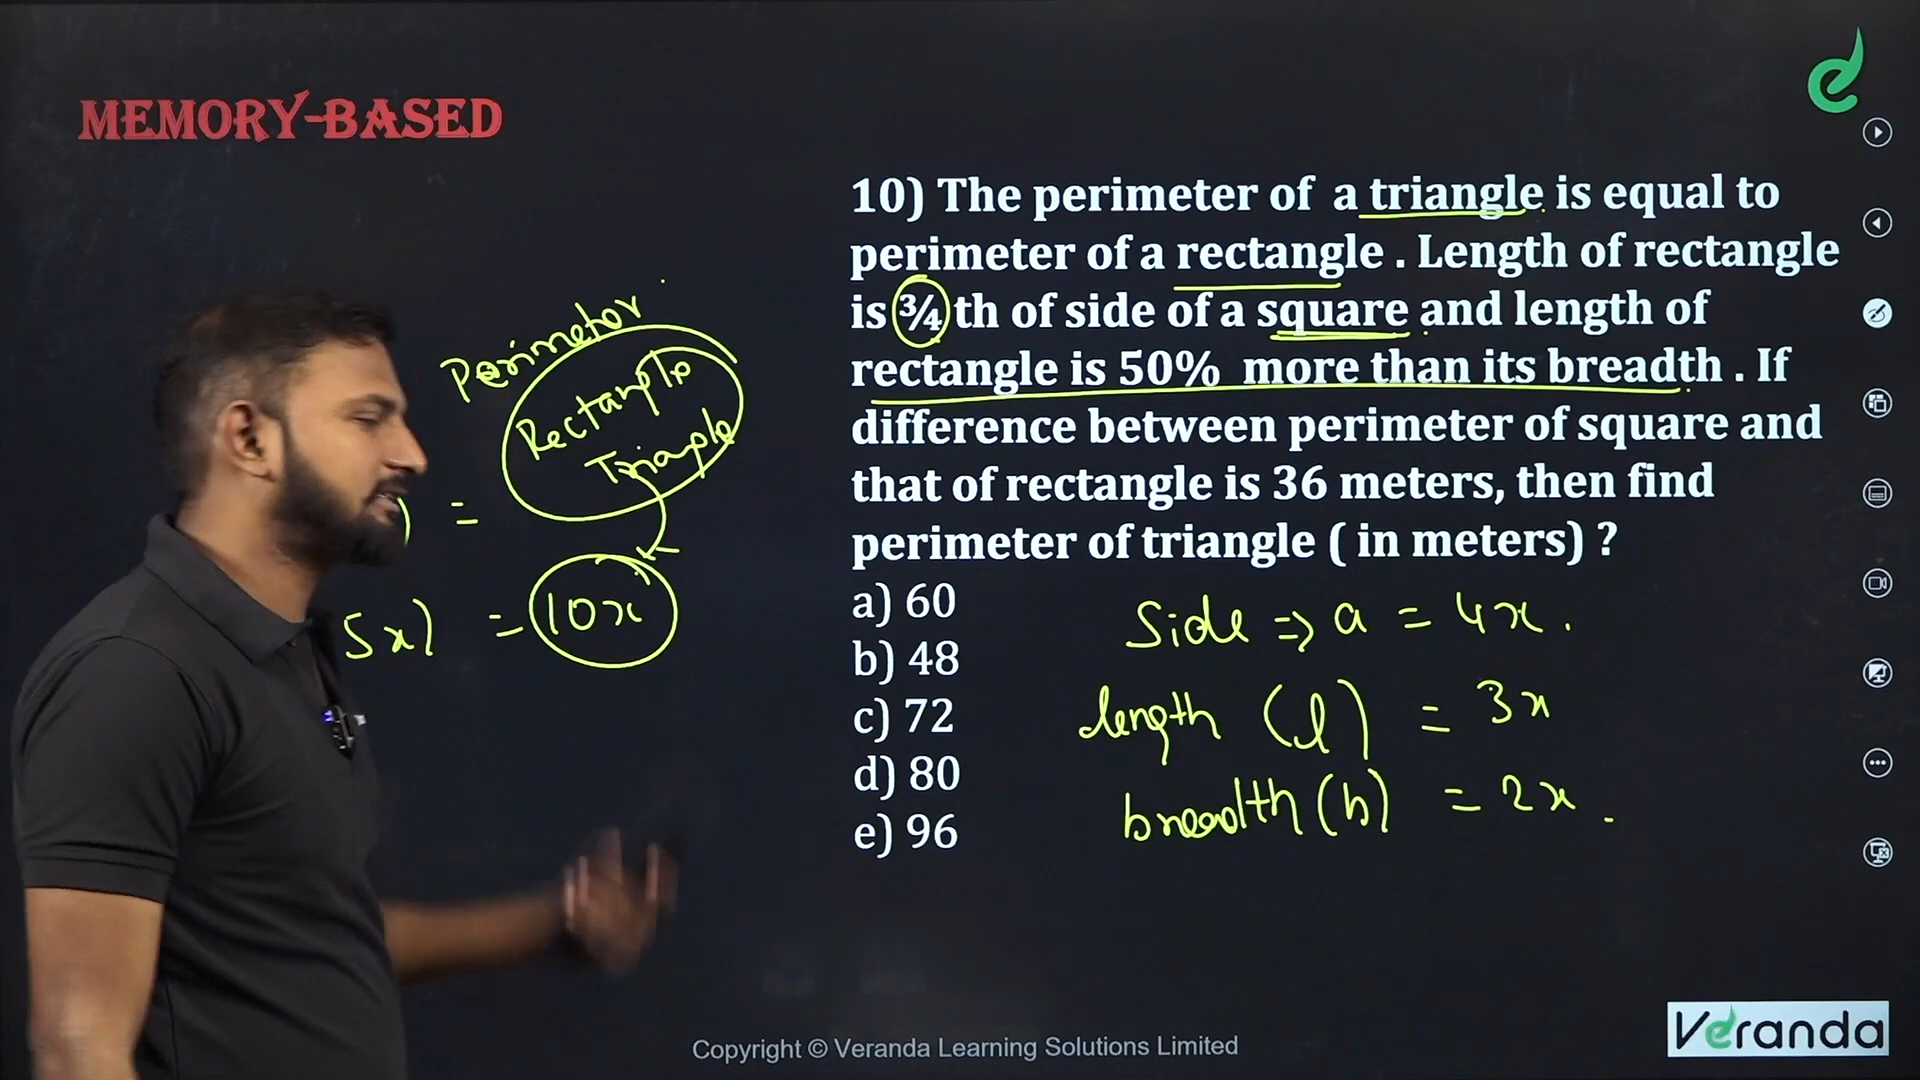 MEMORY-BASED
10) The perimeter of a triangle is equal to
perimeter of a rectangle . Length of rectangle
is ¾ th of side of a square and length of
rectangle is 50% more than its breadth . If
difference between perimeter of square and
that of rectangle is 36 meters, then find
perimeter of triangle ( in meters) ?
a) 60
b) 48
c) 72
d) 80
e) 96
Perimeter
Rectangle
Triangle
) =
5x) = 10x
Side => a = 4x.
length (l) = 3x
breadth (b) = 2x.
Copyright © Veranda Learning Solutions Limited
Veranda